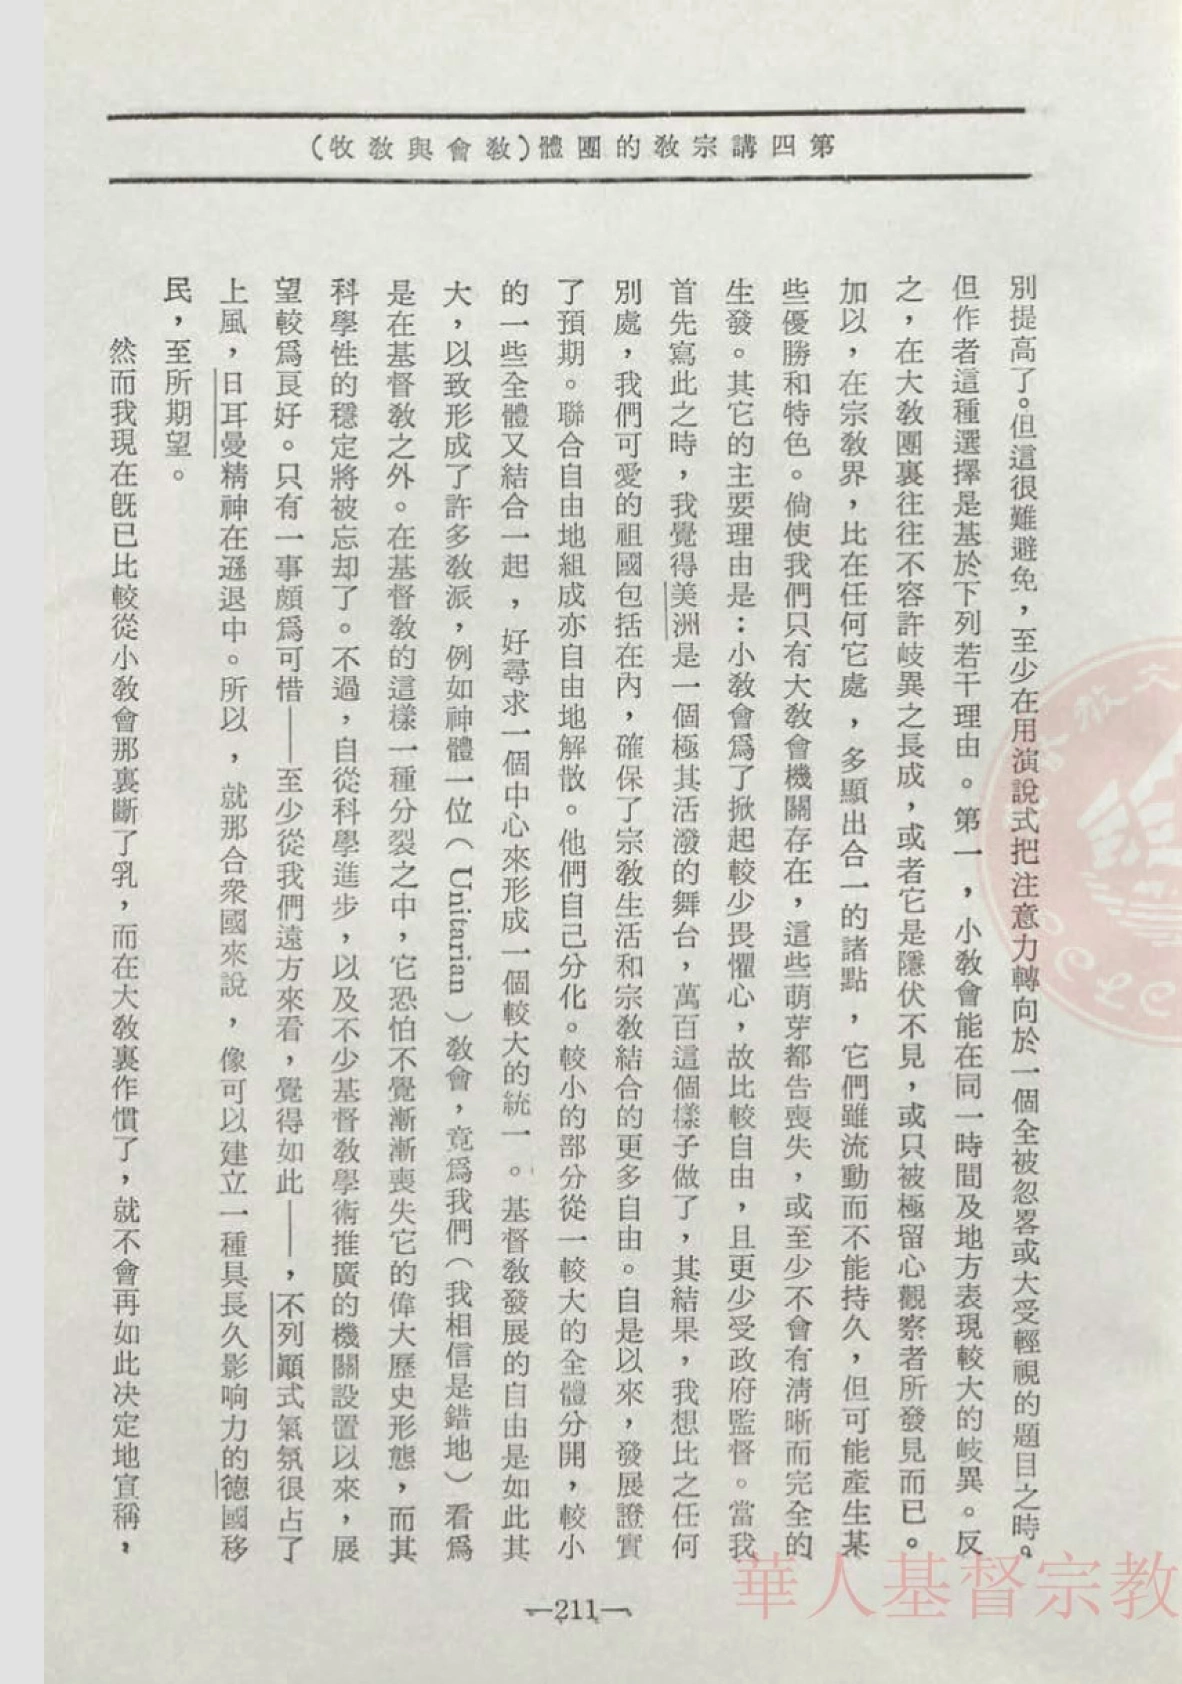 第四講宗敎的團體（敎會與敎牧）
別提高了。但這很難避免，至少在用演說式把注意力轉向於一個全被忽畧或大受輕視的題目之時。
但作者這種選擇是基於下列若干理由。第一，小敎會能在同一時間及地方表現較大的岐異。反
之，在大敎團裏往往不容許岐異之長成，或者它是隱伏不見，或只被極留心觀察者所發見而已。
加以，在宗敎界，比在任何它處，多顯出合一的諸點，它們雖流動而不能持久，但可能產生某
些優勝和特色。倘使我們只有大敎會機關存在，這些萌芽都吿喪失，或至少不會有淸晰而完全的
生發。其它的主要理由是：小敎會爲了掀起較少畏懼心，故比較自由，且更少受政府監督。當我
首先寫此之時，我覺得美洲是一個極其活潑的舞台，萬百這個樣子做了，其結果，我想比之任何
別處，我們可愛的祖國包括在內，確保了宗敎生活和宗敎結合的更多自由。自是以來，發展證實
了預期。聯合自由地組成亦自由地解散。他們自己分化。較小的部分從一較大的全體分開，較小
的一些全體又結合一起，好尋求一個中心來形成一個較大的統一。基督敎發展的自由是如此其
大，以致形成了許多敎派，例如神體一位（Unitarian）敎會，竟爲我們（我相信是錯地）看爲
是在基督敎之外。在基督敎的這樣一種分裂之中，它恐怕不覺漸漸喪失它的偉大歷史形態，而其
科學性的穩定將被忘却了。不過，自從科學進步，以及不少基督敎學術推廣的機關設置以來，展
望較爲良好。只有一事頗爲可惜——至少從我們遠方來看，覺得如此——，不列顚式氣氛很占了
上風，日耳曼精神在遜退中。所以，就那合衆國來說，像可以建立一種具長久影响力的德國移
民，至所期望。
然而我現在旣已比較從小敎會那裏斷了乳，而在大敎裏作慣了，就不會再如此决定地宣稱，
—211—
華人基督宗教